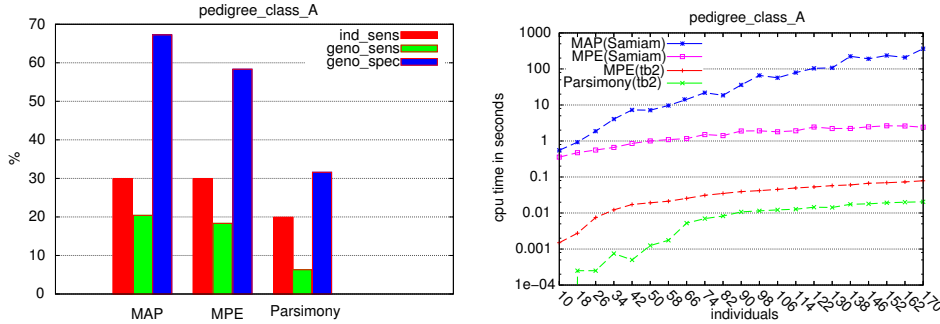 pedigree_class_A
70
60
50
40
30
20
10
0
%
ind_sens
geno_sens
geno_spec
MAP MPE Parsimony
pedigree_class_A
1000
100
10
1
0.1
0.01
0.001
1e-04
cpu time in seconds
MAP(Samiam)
MPE(Samiam)
MPE(tb2)
Parsimony(tb2)
10 18 26 34 42 50 58 66 74 82 90 98 106 114 122 130 138 146 152 162 170
individuals